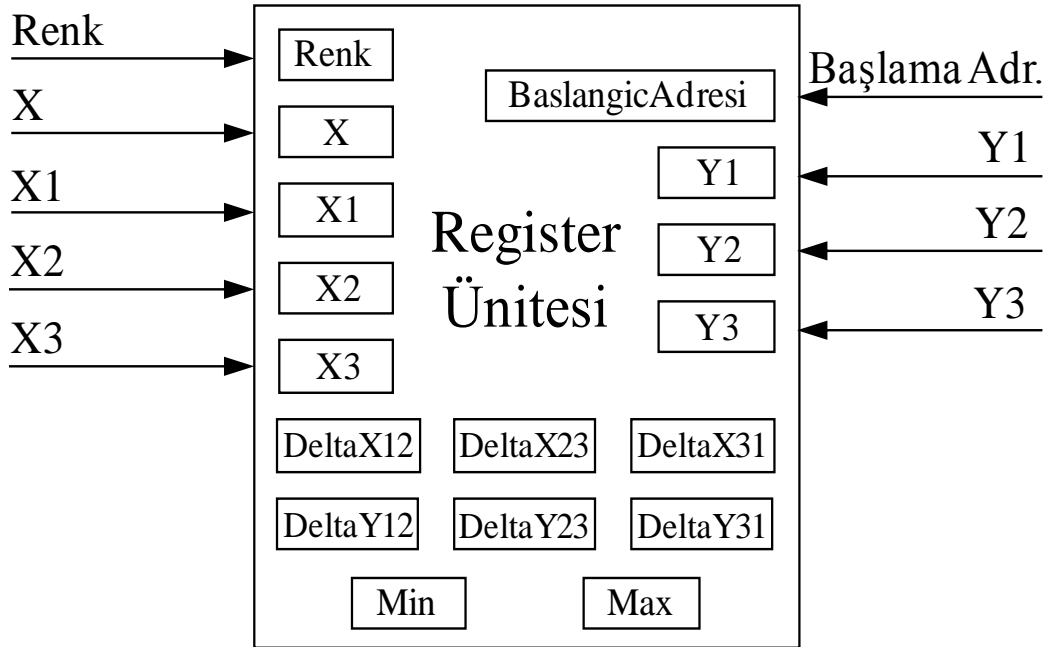 Renk
X
X1
X2
X3
Renk
X
X1
X2
X3
BaslangicAdresi
Y1
Y2
Y3
Register
Ünitesi
DeltaX12 DeltaX23 DeltaX31
DeltaY12 DeltaY23 DeltaY31
Min Max
Başlama Adr.
Y1
Y2
Y3